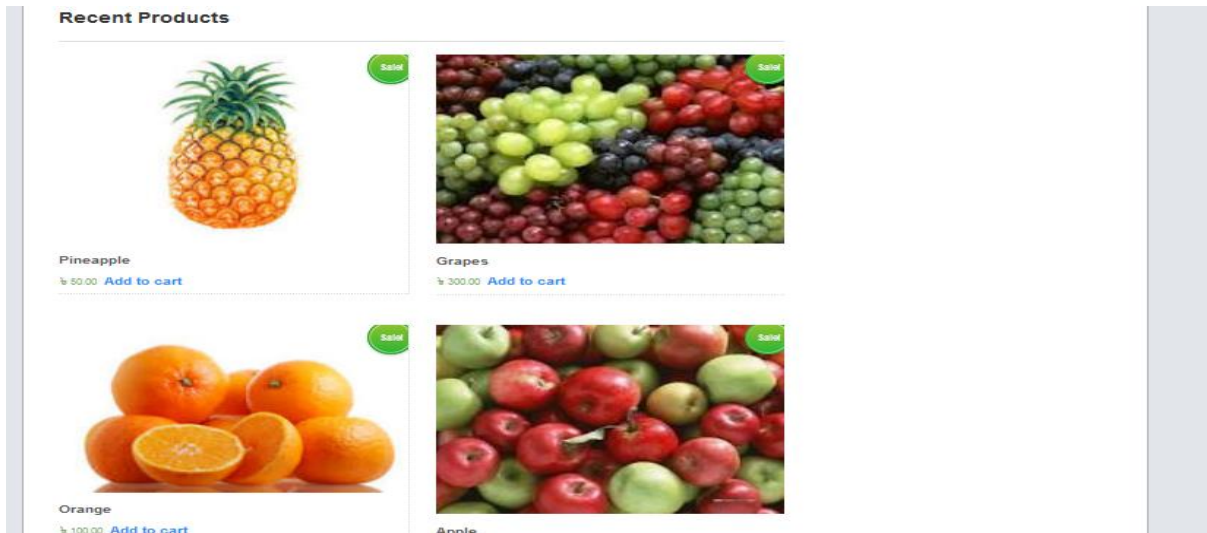 Recent Products
Sale!
Sale!
Pineapple
৳ 50.00 Add to cart
Grapes
৳ 300.00 Add to cart
Sale!
Sale!
Orange
৳ 100.00 Add to cart
Apple